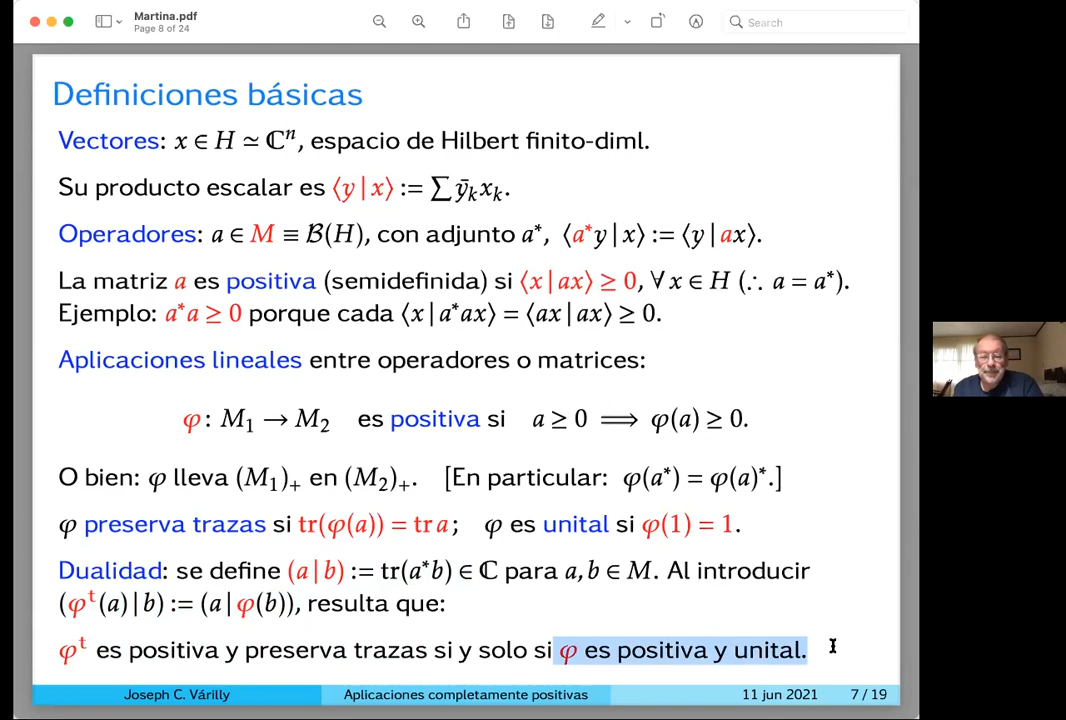 Martina.pdf
Page 8 of 24
Search
Definiciones básicas
Vectores: x ∈ H ≃ ℂⁿ, espacio de Hilbert finito-diml.
Su producto escalar es ⟨y | x⟩ := ∑ ȳₖxₖ.
Operadores: a ∈ M ≡ ℬ(H), con adjunto a*, ⟨a*y | x⟩ := ⟨y | ax⟩.
La matriz a es positiva (semidefinida) si ⟨x | ax⟩ ≥ 0, ∀ x ∈ H (∴ a = a*).
Ejemplo: a*a ≥ 0 porque cada ⟨x | a*ax⟩ = ⟨ax | ax⟩ ≥ 0.
Aplicaciones lineales entre operadores o matrices:
φ: M₁ → M₂ es positiva si a ≥ 0 ⟹ φ(a) ≥ 0.
O bien: φ lleva (M₁)₊ en (M₂)₊. [En particular: φ(a*) = φ(a)*.]
φ preserva trazas si tr(φ(a)) = tr a; φ es unital si φ(1) = 1.
Dualidad: se define (a | b) := tr(a*b) ∈ ℂ para a, b ∈ M. Al introducir
(φᵗ(a) | b) := (a | φ(b)), resulta que:
φᵗ es positiva y preserva trazas si y solo si φ es positiva y unital.
Joseph C. Várilly Aplicaciones completamente positivas 11 jun 2021 7 / 19